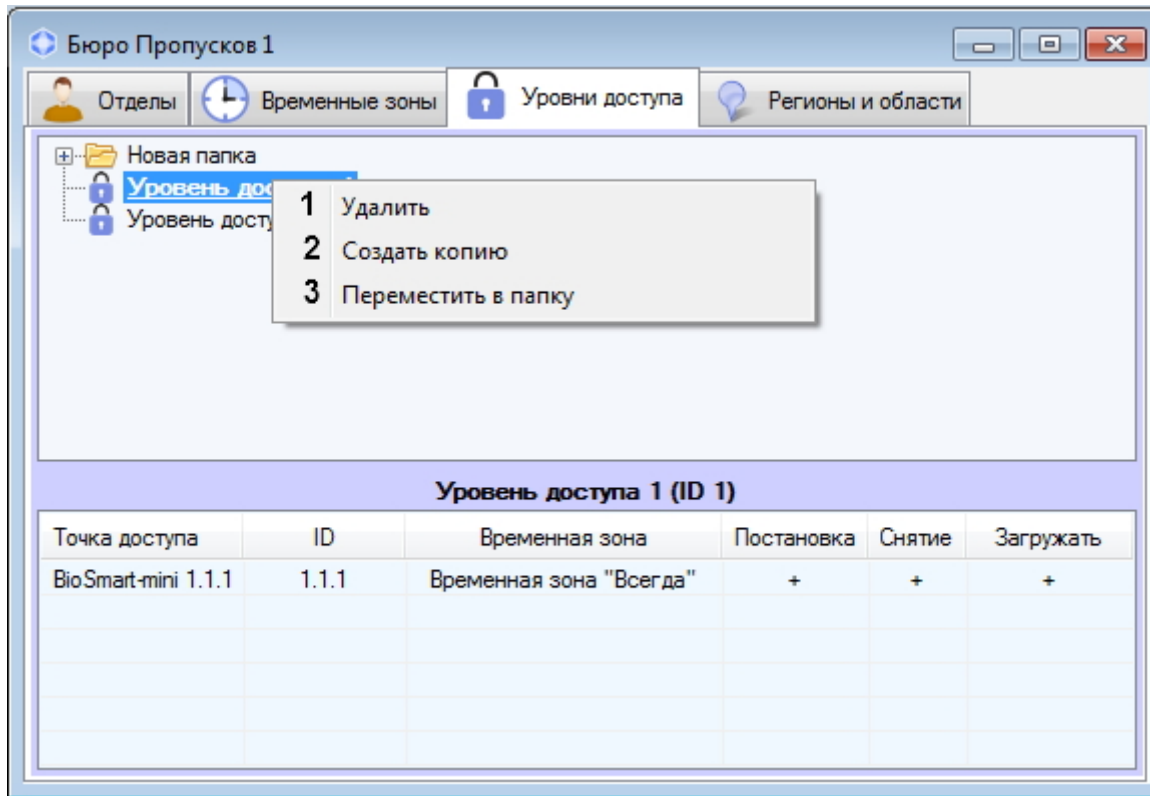 Бюро Пропусков 1
Отделы Временные зоны Уровни доступа Регионы и области
Новая папка
Уровень
Уровень
1 Удалить
2 Создать копию
3 Переместить в папку
Уровень доступа 1 (ID 1)
Точка доступа ID Временная зона Постановка Снятие Загружать
BioSmart-mini 1.1.1 1.1.1 Временная зона "Всегда" + + +